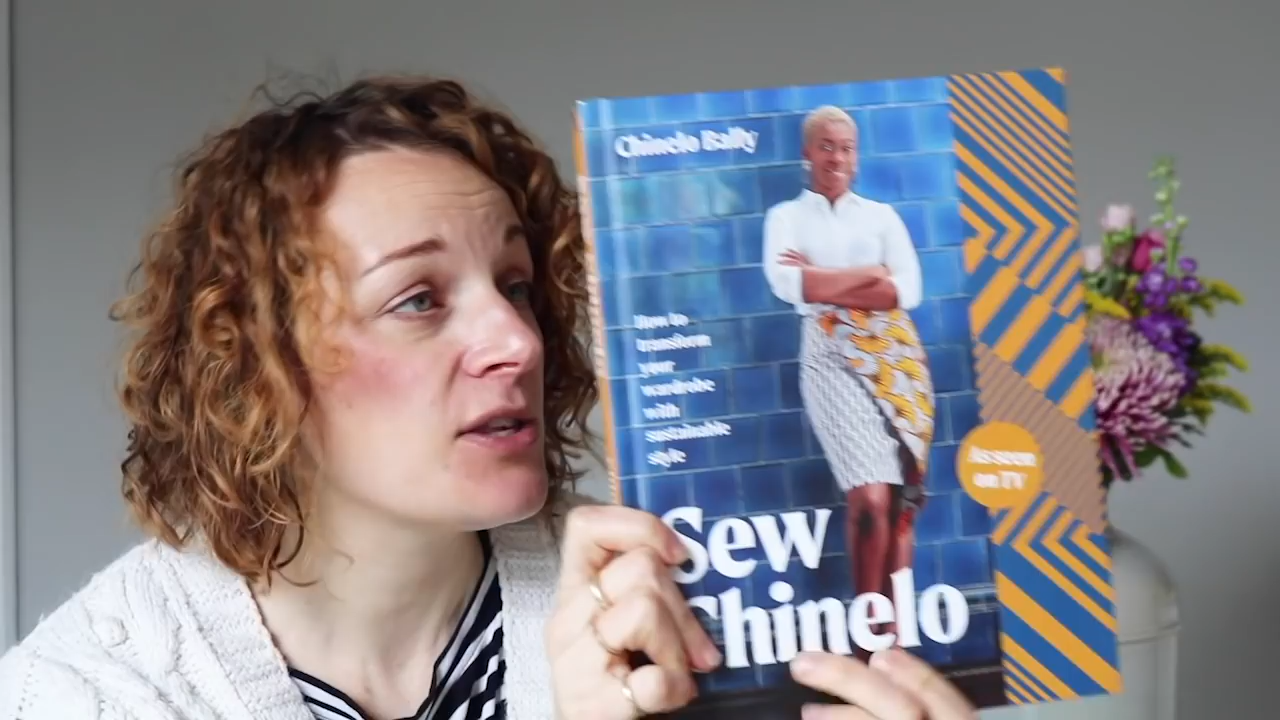 Chinelo Bally
How to
transform
your
wardrobe
with
sustainable
style
As seen
on TV
Sew
Chinelo